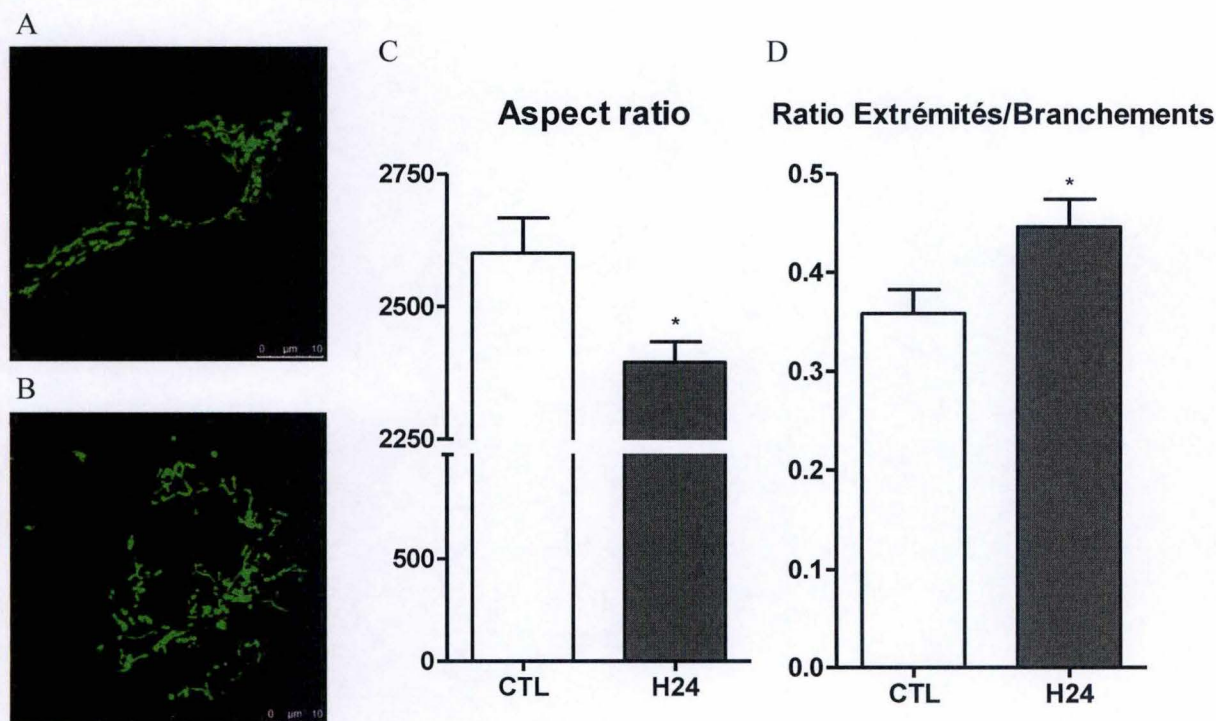 A
0 µm 10
B
0 µm 10
C
Aspect ratio
2750
2500
2250
500
0
*
CTL H24
D
Ratio Extrémités/Branchements
0.5
0.4
0.3
0.2
0.1
0.0
*
CTL H24